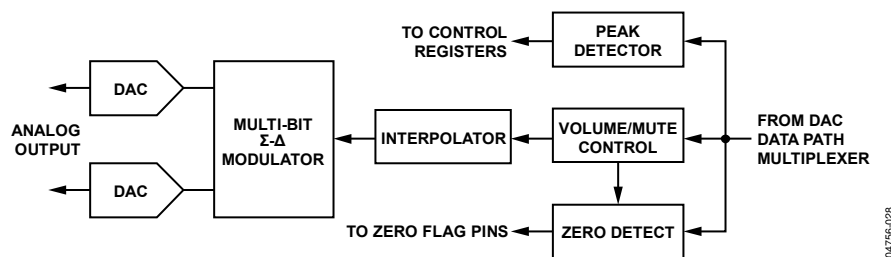 TO CONTROL
REGISTERS
PEAK
DETECTOR
DAC
ANALOG
OUTPUT
DAC
MULTI-BIT
Σ-Δ
MODULATOR
INTERPOLATOR
VOLUME/MUTE
CONTROL
FROM DAC
DATA PATH
MULTIPLEXER
TO ZERO FLAG PINS
ZERO DETECT
04756-028